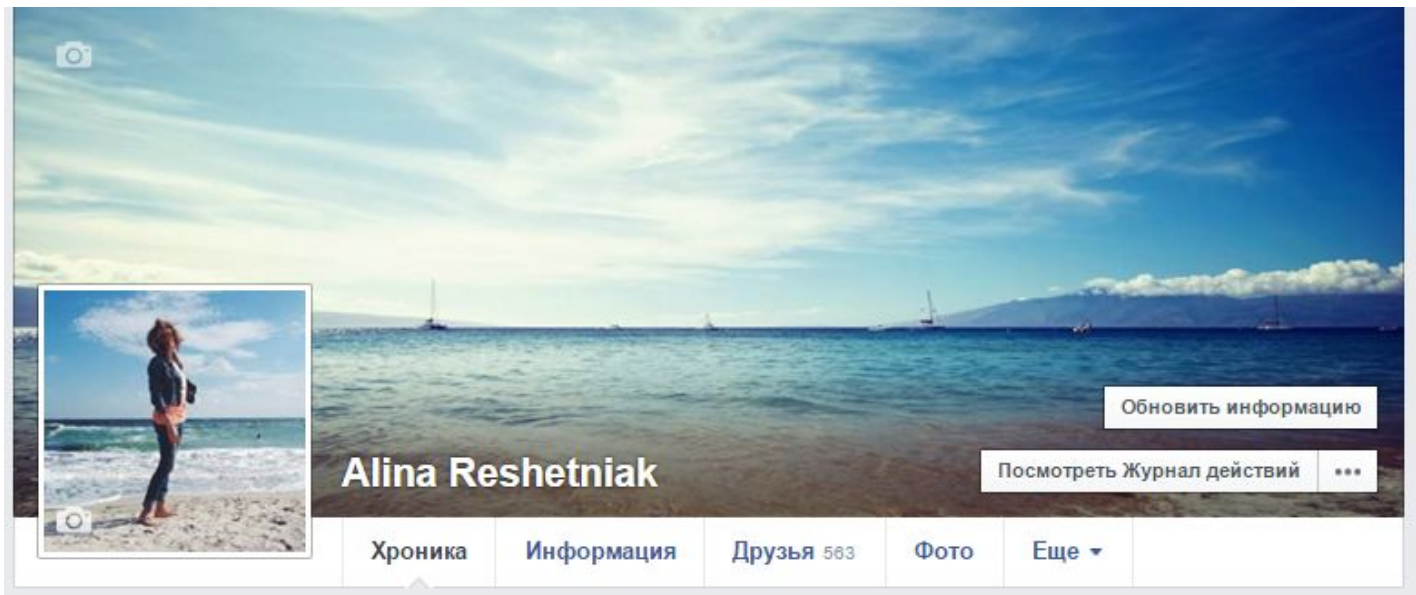 Обновить информацию
Alina Reshetniak
Посмотреть Журнал действий
Хроника Информация Друзья 563 Фото Еще